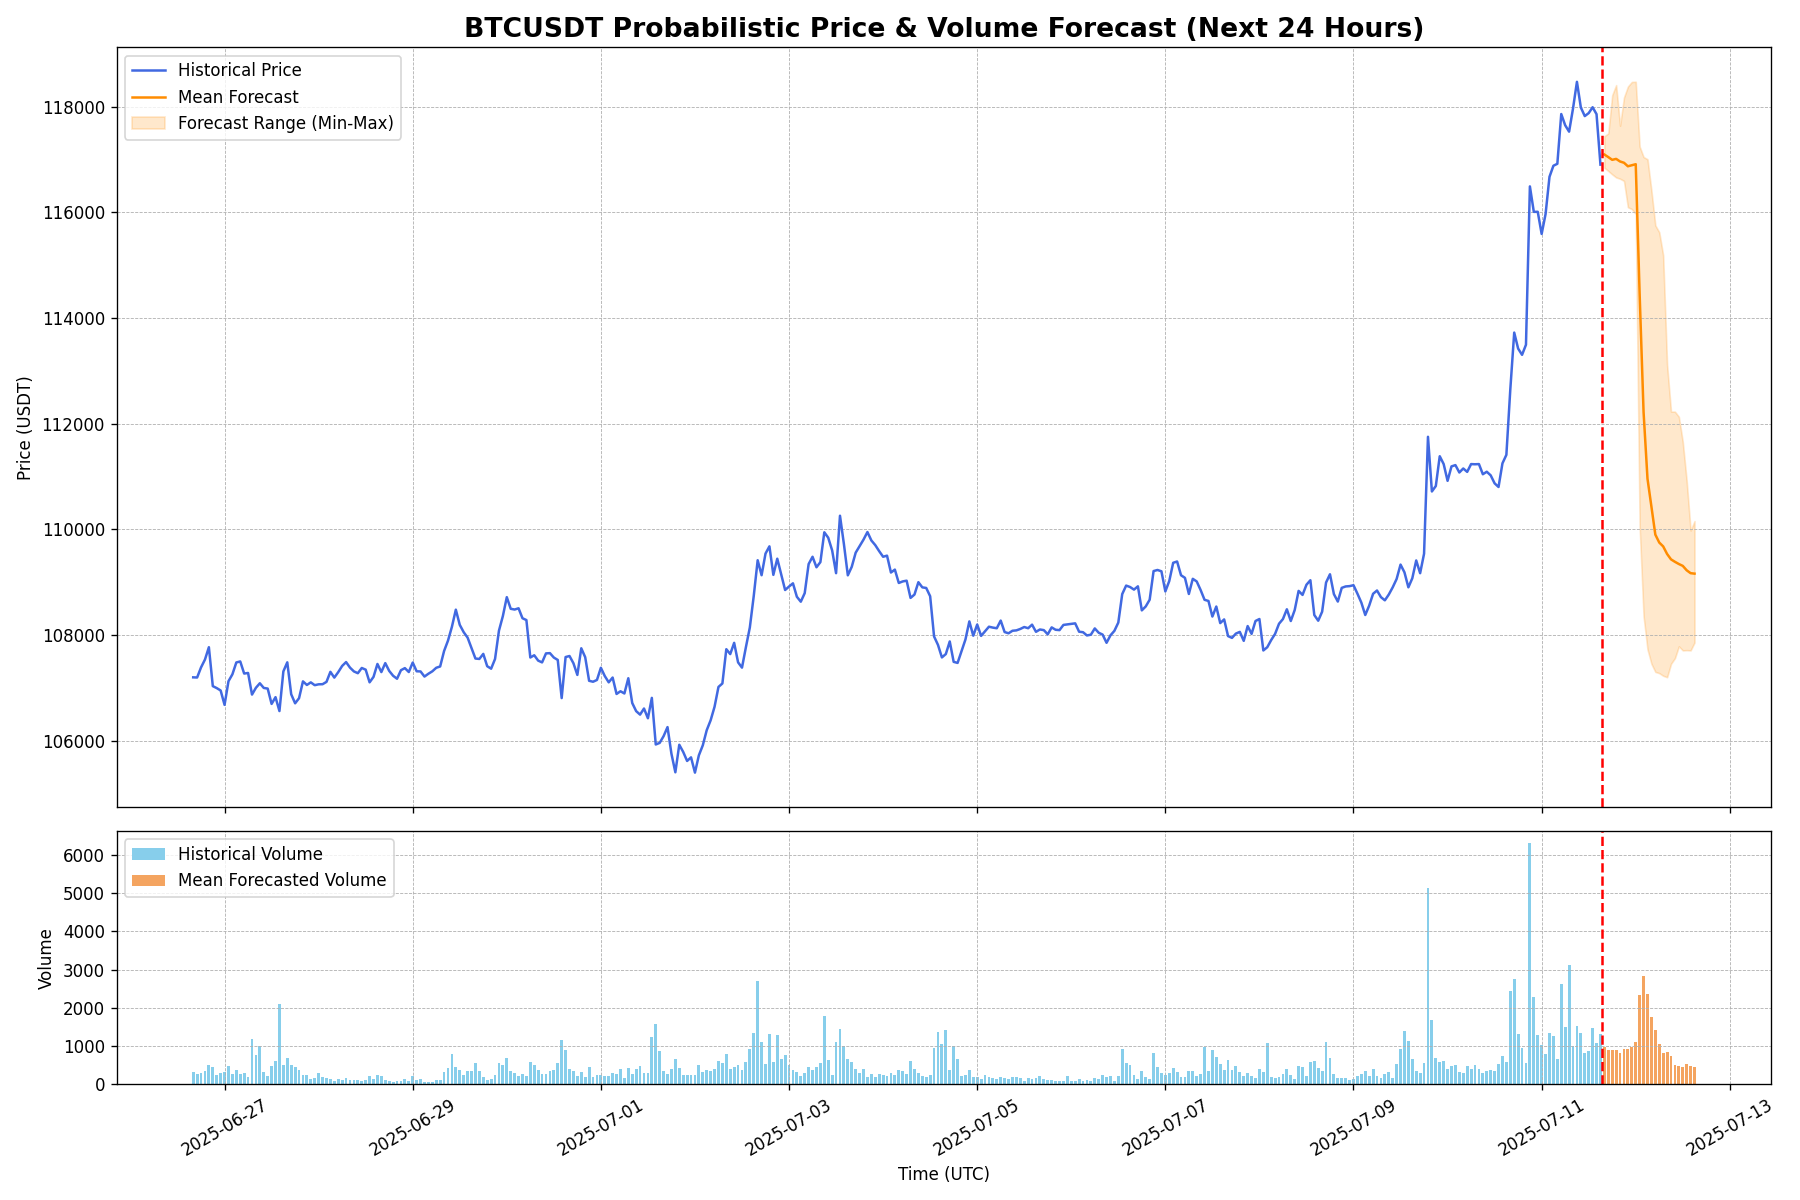 BTCUSDT Probabilistic Price & Volume Forecast (Next 24 Hours)
Historical Price
Mean Forecast
Forecast Range (Min-Max)
118000
116000
114000
112000
110000
108000
106000
Price (USDT)
Historical Volume
Mean Forecasted Volume
6000
5000
4000
3000
2000
1000
0
Volume
2025-06-27
2025-06-29
2025-07-01
2025-07-03
2025-07-05
2025-07-07
2025-07-09
2025-07-11
2025-07-13
Time (UTC)